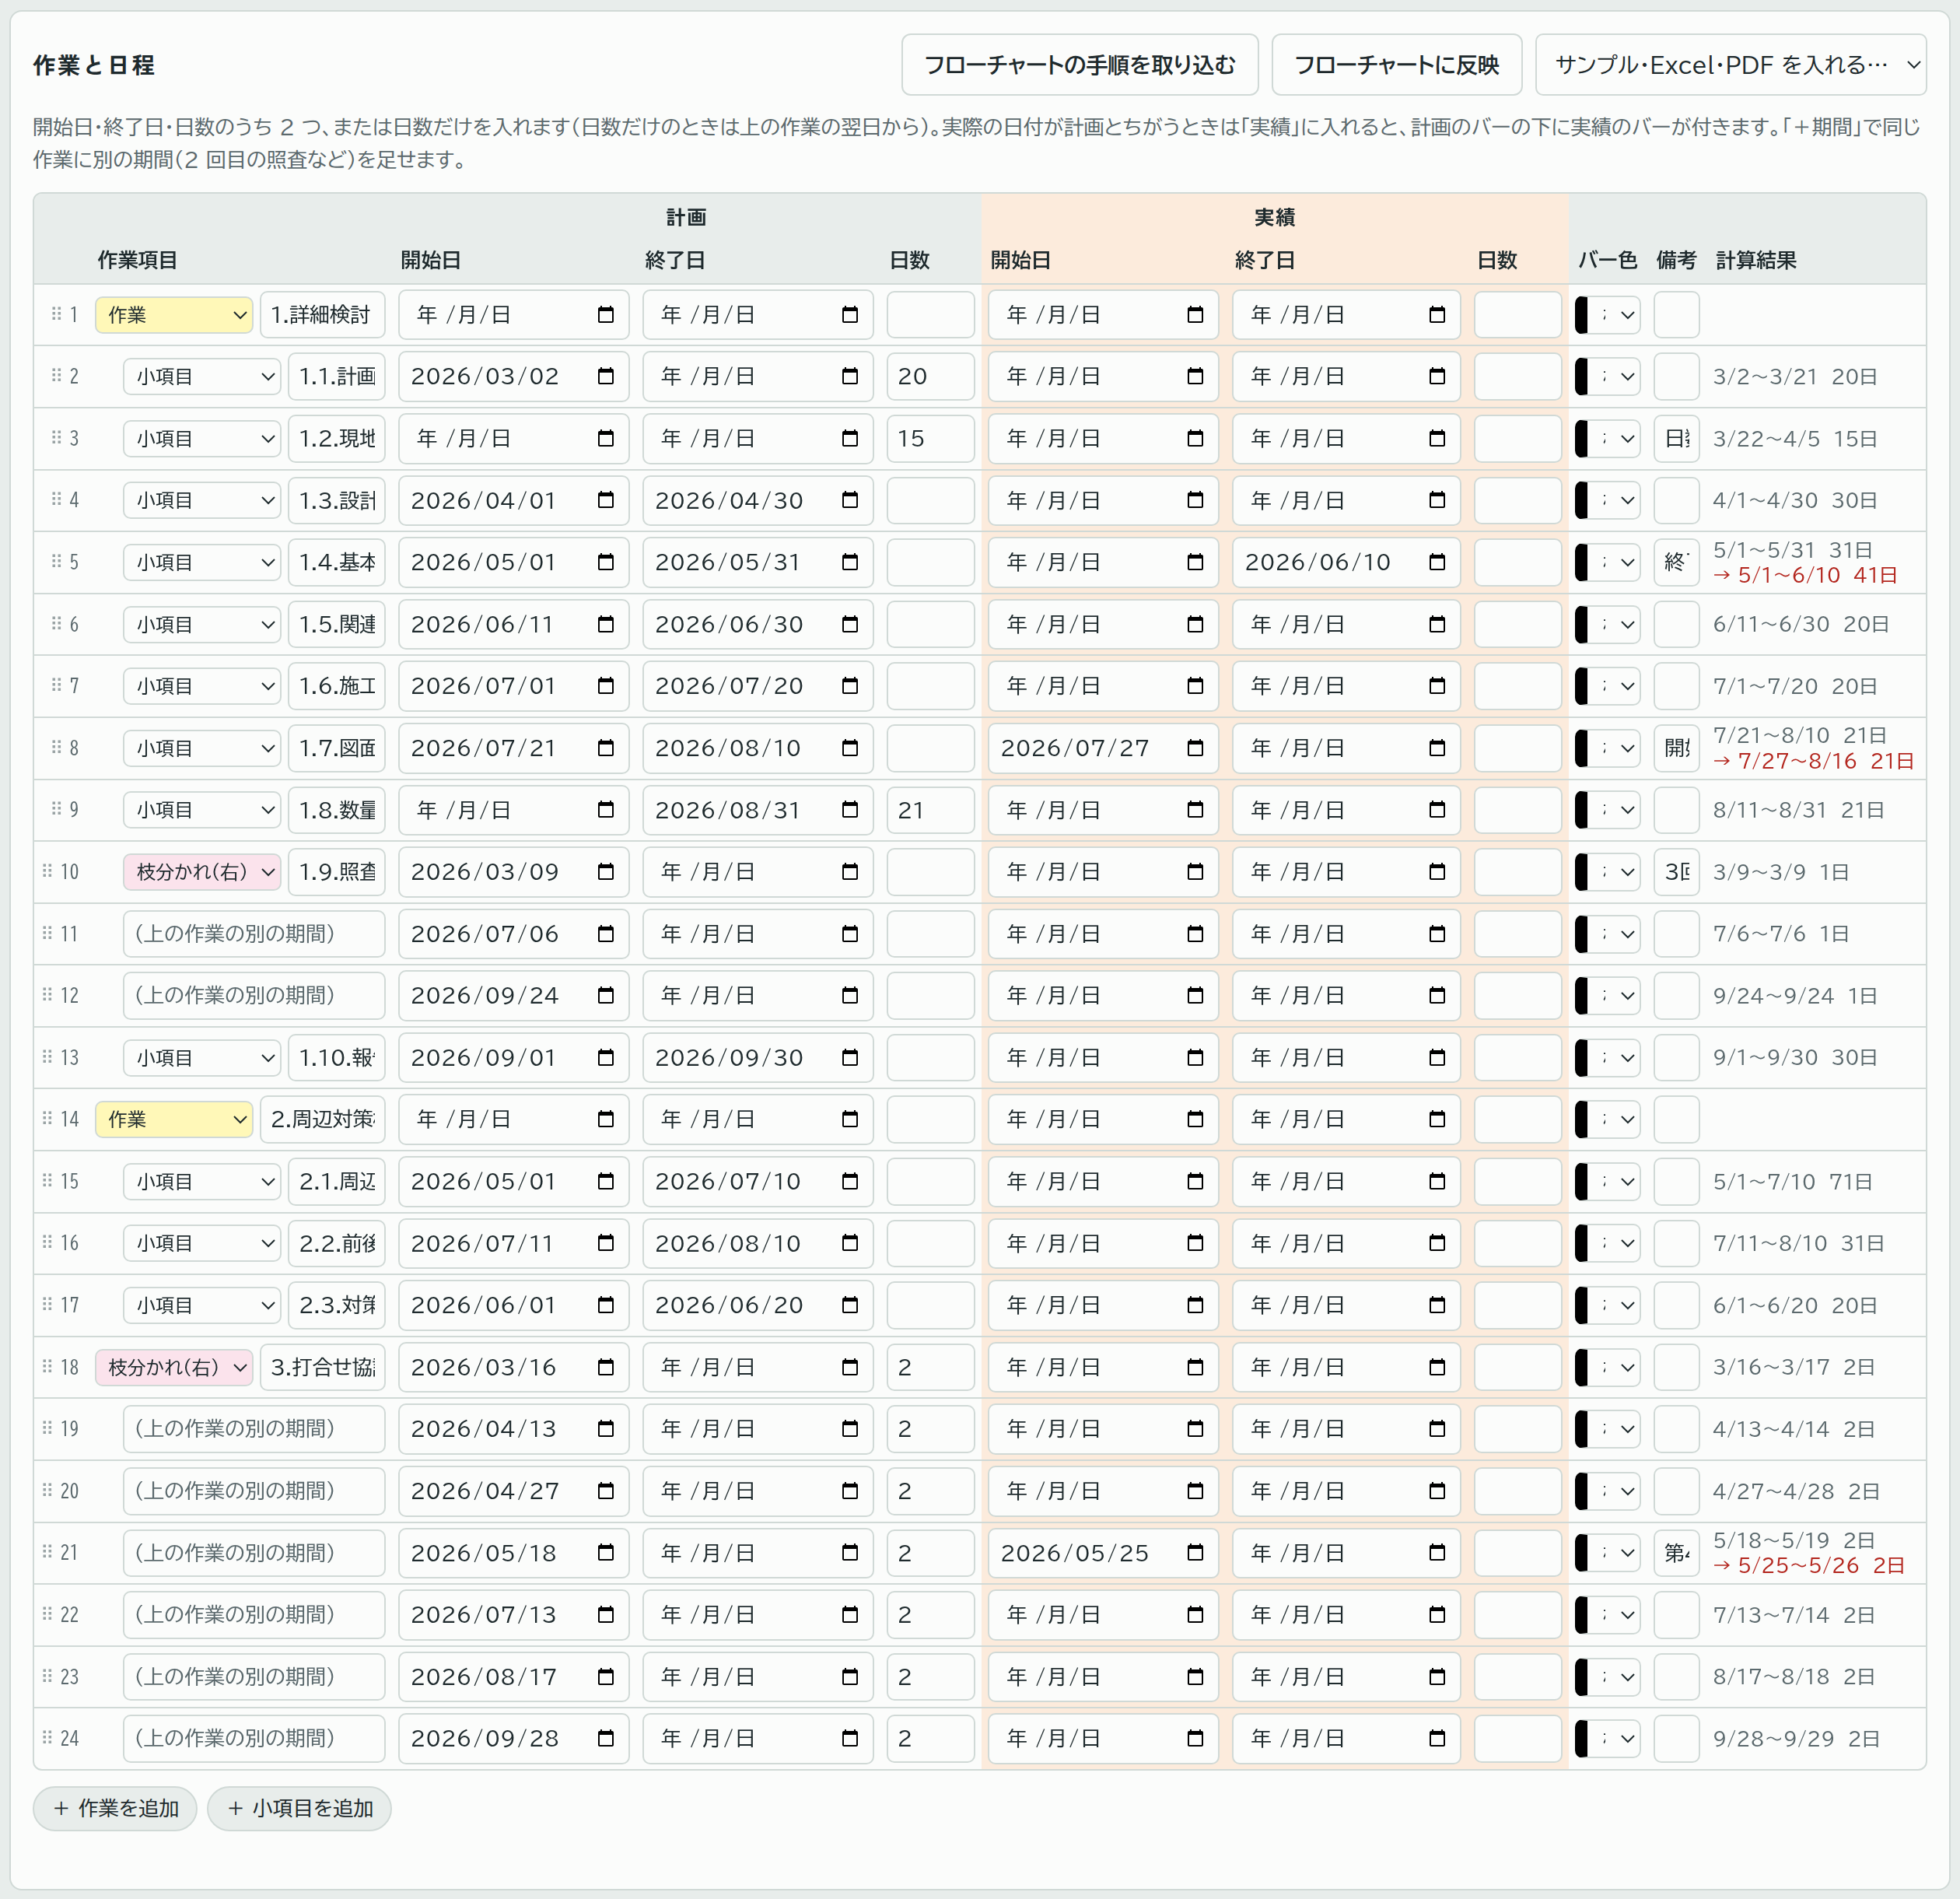 作業と日程
フローチャートの手順を取り込む フローチャートに反映 サンプル・Excel・PDF を入れる…
開始日・終了日・日数のうち 2 つ、または日数だけを入れます（日数だけのときは上の作業の翌日から）。実際の日付が計画とちがうときは「実績」に入れると、計画のバーの下に実績のバーが付きます。「＋期間」で同じ
作業に別の期間（2 回目の照査など）を足せます。
計画 実績
作業項目 開始日 終了日 日数 開始日 終了日 日数 バー色 備考 計算結果
1 作業 1.詳細検討 年 /月/日 年 /月/日 年 /月/日 年 /月/日
2 小項目 1.1.計画 2026/03/02 年 /月/日 20 年 /月/日 年 /月/日 3/2～3/21 20日
3 小項目 1.2.現地 年 /月/日 年 /月/日 15 年 /月/日 年 /月/日 3/22～4/5 15日
4 小項目 1.3.設計 2026/04/01 2026/04/30 年 /月/日 年 /月/日 4/1～4/30 30日
5 小項目 1.4.基本 2026/05/01 2026/05/31 年 /月/日 2026/06/10 終 5/1～5/31 31日
→ 5/1～6/10 41日
6 小項目 1.5.関連 2026/06/11 2026/06/30 年 /月/日 年 /月/日 6/11～6/30 20日
7 小項目 1.6.施工 2026/07/01 2026/07/20 年 /月/日 年 /月/日 7/1～7/20 20日
8 小項目 1.7.図面 2026/07/21 2026/08/10 2026/07/27 年 /月/日 開 7/21～8/10 21日
→ 7/27～8/16 21日
9 小項目 1.8.数量 年 /月/日 2026/08/31 21 年 /月/日 年 /月/日 8/11～8/31 21日
10 枝分かれ(右) 1.9.照査 2026/03/09 年 /月/日 年 /月/日 年 /月/日 3回 3/9～3/9 1日
11 （上の作業の別の期間） 2026/07/06 年 /月/日 年 /月/日 年 /月/日 7/6～7/6 1日
12 （上の作業の別の期間） 2026/09/24 年 /月/日 年 /月/日 年 /月/日 9/24～9/24 1日
13 小項目 1.10.報 2026/09/01 2026/09/30 年 /月/日 年 /月/日 9/1～9/30 30日
14 作業 2.周辺対策 年 /月/日 年 /月/日 年 /月/日 年 /月/日
15 小項目 2.1.周辺 2026/05/01 2026/07/10 年 /月/日 年 /月/日 5/1～7/10 71日
16 小項目 2.2.前後 2026/07/11 2026/08/10 年 /月/日 年 /月/日 7/11～8/10 31日
17 小項目 2.3.対策 2026/06/01 2026/06/20 年 /月/日 年 /月/日 6/1～6/20 20日
18 枝分かれ(右) 3.打合せ協 2026/03/16 年 /月/日 2 年 /月/日 年 /月/日 3/16～3/17 2日
19 （上の作業の別の期間） 2026/04/13 年 /月/日 2 年 /月/日 年 /月/日 4/13～4/14 2日
20 （上の作業の別の期間） 2026/04/27 年 /月/日 2 年 /月/日 年 /月/日 4/27～4/28 2日
21 （上の作業の別の期間） 2026/05/18 年 /月/日 2 2026/05/25 年 /月/日 第 5/18～5/19 2日
→ 5/25～5/26 2日
22 （上の作業の別の期間） 2026/07/13 年 /月/日 2 年 /月/日 年 /月/日 7/13～7/14 2日
23 （上の作業の別の期間） 2026/08/17 年 /月/日 2 年 /月/日 年 /月/日 8/17～8/18 2日
24 （上の作業の別の期間） 2026/09/28 年 /月/日 2 年 /月/日 年 /月/日 9/28～9/29 2日
＋ 作業を追加 ＋ 小項目を追加